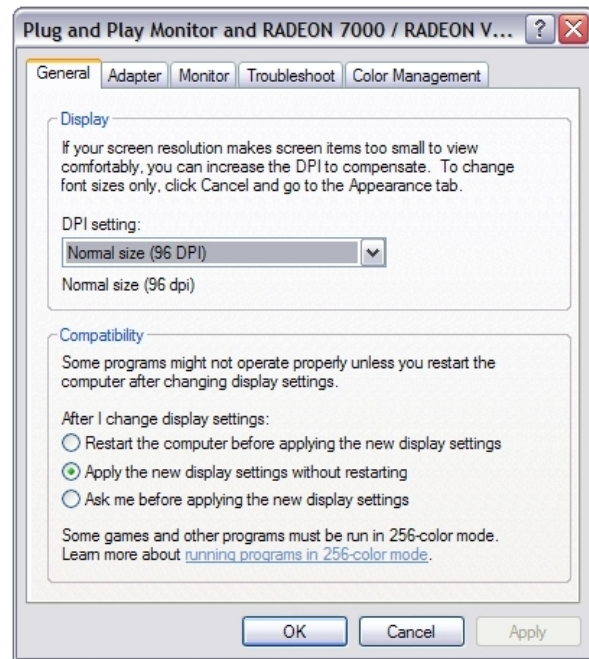 Plug and Play Monitor and RADEON 7000 / RADEON V... ?
General Adapter Monitor Troubleshoot Color Management
Display
If your screen resolution makes screen items too small to view
comfortably, you can increase the DPI to compensate. To change
font sizes only, click Cancel and go to the Appearance tab.
DPI setting:
Normal size (96 DPI)
Normal size (96 dpi)
Compatibility
Some programs might not operate properly unless you restart the
computer after changing display settings.
After I change display settings:
Restart the computer before applying the new display settings
Apply the new display settings without restarting
Ask me before applying the new display settings
Some games and other programs must be run in 256-color mode.
Learn more about running programs in 256-color mode.
OK Cancel Apply